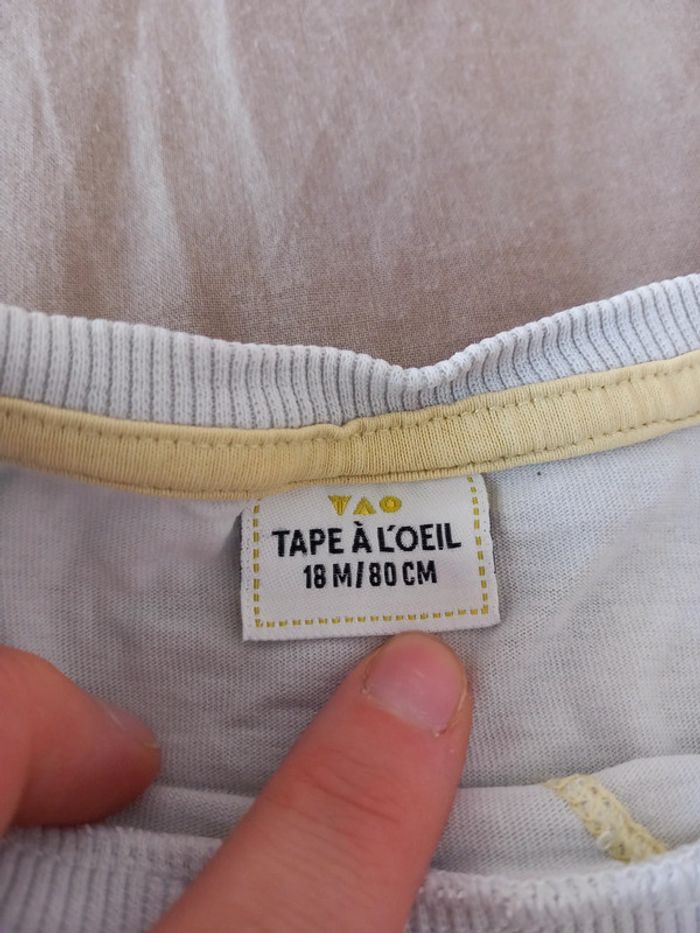 TAO
TAPE À L'OEIL
18 M/80 CM